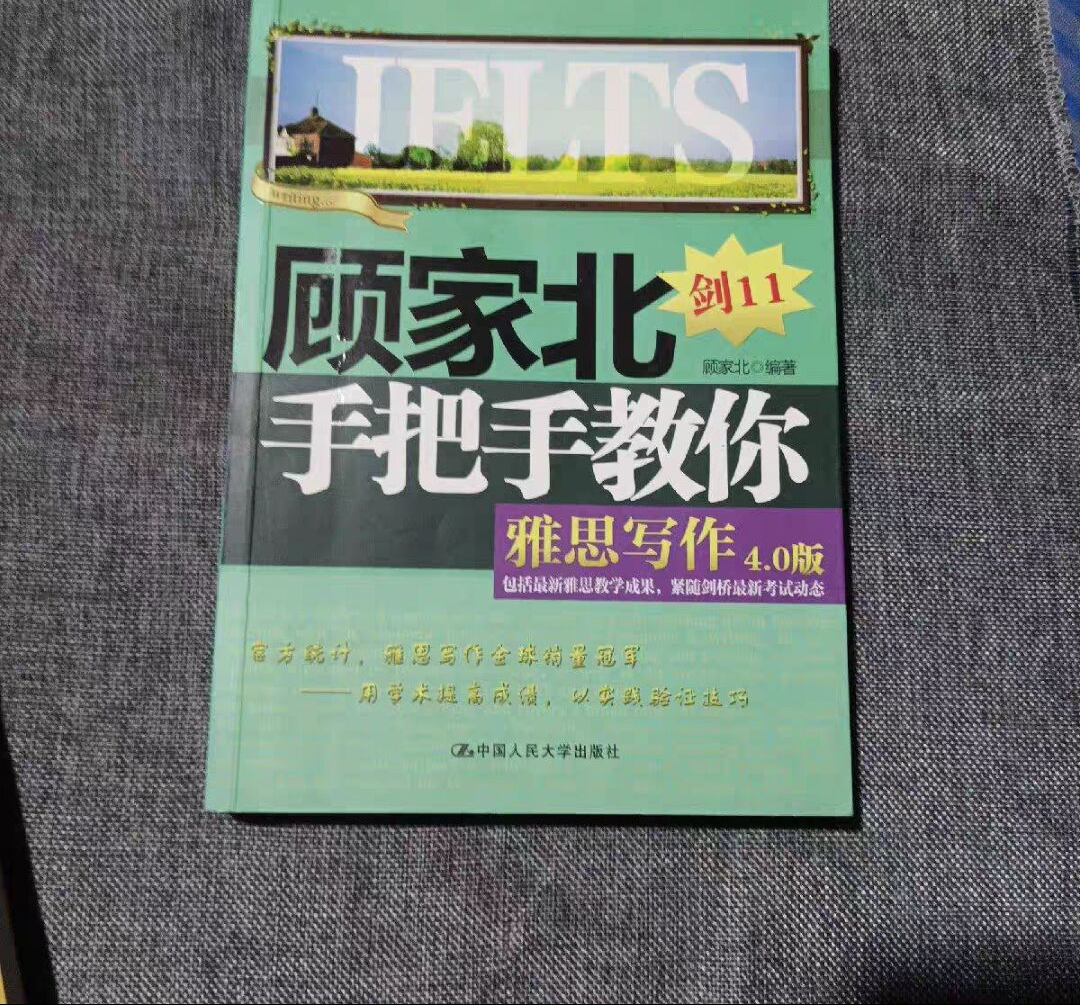 IELTS
writing...
顾家北
剑11
顾家北◎编著
手把手教你
雅思写作 4.0版
包括最新雅思教学成果，紧随剑桥最新考试动态
官方统计，雅思写作全球销量冠军
——用学术提高成绩，以实践验证技巧
中国人民大学出版社